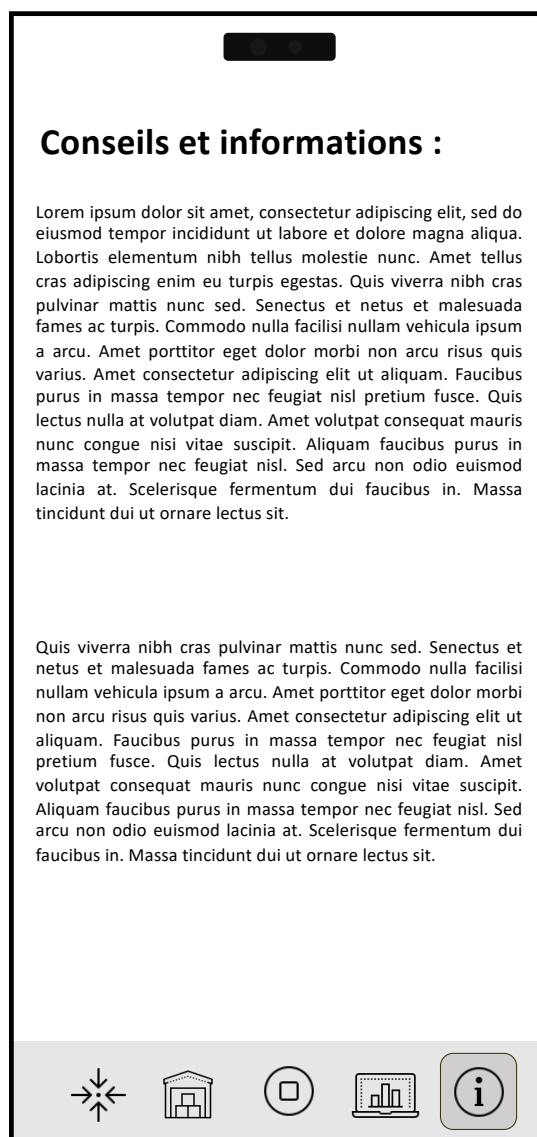 Conseils et informations :
Lorem ipsum dolor sit amet, consectetur adipiscing elit, sed do
eiusmod tempor incididunt ut labore et dolore magna aliqua.
Lobortis elementum nibh tellus molestie nunc. Amet tellus
cras adipiscing enim eu turpis egestas. Quis viverra nibh cras
pulvinar mattis nunc sed. Senectus et netus et malesuada
fames ac turpis. Commodo nulla facilisi nullam vehicula ipsum
a arcu. Amet porttitor eget dolor morbi non arcu risus quis
varius. Amet consectetur adipiscing elit ut aliquam. Faucibus
purus in massa tempor nec feugiat nisl pretium fusce. Quis
lectus nulla at volutpat diam. Amet volutpat consequat mauris
nunc congue nisi vitae suscipit. Aliquam faucibus purus in
massa tempor nec feugiat nisl. Sed arcu non odio euismod
lacinia at. Scelerisque fermentum dui faucibus in. Massa
tincidunt dui ut ornare lectus sit.
Quis viverra nibh cras pulvinar mattis nunc sed. Senectus et
netus et malesuada fames ac turpis. Commodo nulla facilisi
nullam vehicula ipsum a arcu. Amet porttitor eget dolor morbi
non arcu risus quis varius. Amet consectetur adipiscing elit ut
aliquam. Faucibus purus in massa tempor nec feugiat nisl
pretium fusce. Quis lectus nulla at volutpat diam. Amet
volutpat consequat mauris nunc congue nisi vitae suscipit.
Aliquam faucibus purus in massa tempor nec feugiat nisl. Sed
arcu non odio euismod lacinia at. Scelerisque fermentum dui
faucibus in. Massa tincidunt dui ut ornare lectus sit.
i